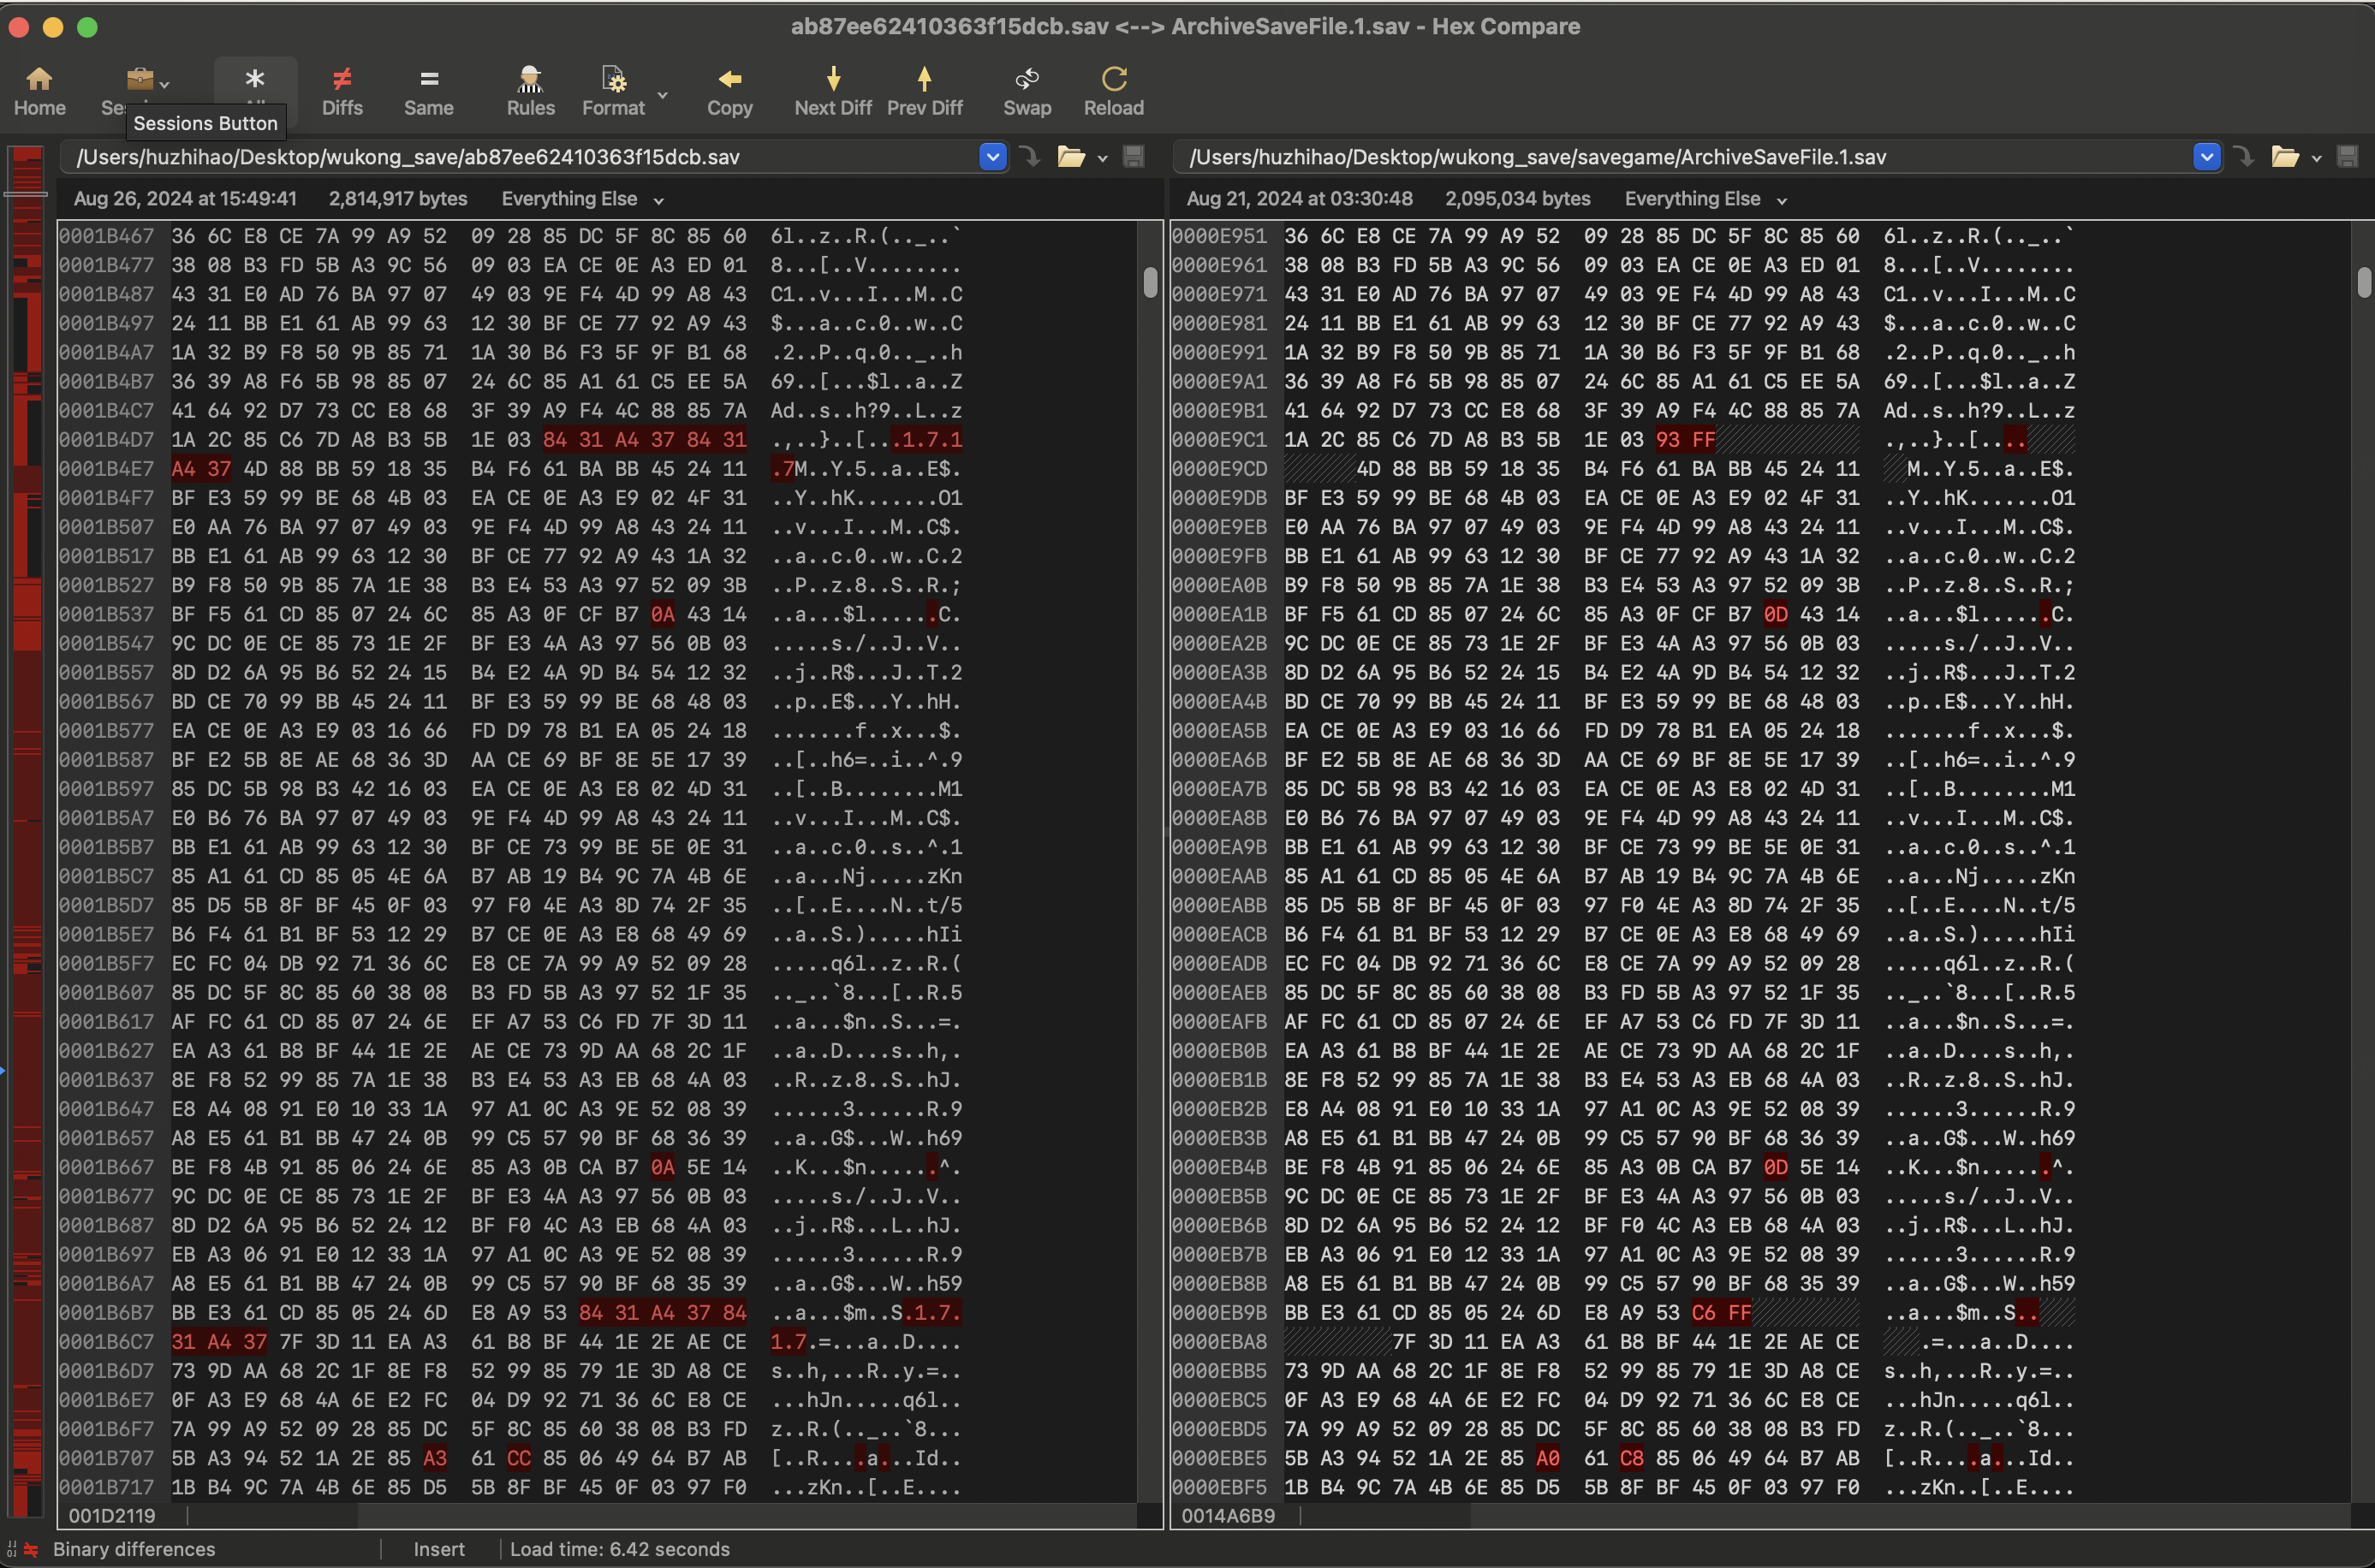 ab87ee62410363f15dcb.sav <--> ArchiveSaveFile.1.sav - Hex Compare
Home Diffs Same Rules Format Copy Next Diff Prev Diff Swap Reload
Sessions Button
/Users/huzhihao/Desktop/wukong_save/ab87ee62410363f15dcb.sav
Aug 26, 2024 at 15:49:41 2,814,917 bytes Everything Else
0001B467 36 6C E8 CE 7A 99 A9 52 09 28 85 DC 5F 8C 85 60 6l..z..R.(.._..`
0001B477 38 08 B3 FD 5B A3 9C 56 09 03 EA CE 0E A3 ED 01 8...[..V........
0001B487 43 31 E0 AD 76 BA 97 07 49 03 9E F4 4D 99 A8 43 C1..v...I...M..C
0001B497 24 11 BB E1 61 AB 99 63 12 30 BF CE 77 92 A9 43 $...a..c.0..w..C
0001B4A7 1A 32 B9 F8 50 9B 85 71 1A 30 B6 F3 5F 9F B1 68 .2..P..q.0.._..h
0001B4B7 36 39 A8 F6 5B 98 85 07 24 6C 85 A1 61 C5 EE 5A 69..[...$l..a..Z
0001B4C7 41 64 92 D7 73 CC E8 68 3F 39 A9 F4 4C 88 85 7A Ad..s..h?9..L..z
0001B4D7 1A 2C 85 C6 7D A8 B3 5B 1E 03 84 31 A4 37 84 31 .,..}..[...1.7.1
0001B4E7 A4 37 4D 88 BB 59 18 35 B4 F6 61 BA BB 45 24 11 .7M..Y.5..a..E$.
0001B4F7 BF E3 59 99 BE 68 4B 03 EA CE 0E A3 E9 02 4F 31 ..Y..hK.......O1
0001B507 E0 AA 76 BA 97 07 49 03 9E F4 4D 99 A8 43 24 11 ..v...I...M..C$.
0001B517 BB E1 61 AB 99 63 12 30 BF CE 77 92 A9 43 1A 32 ..a..c.0..w..C.2
0001B527 B9 F8 50 9B 85 7A 1E 38 B3 E4 53 A3 97 52 09 3B ..P..z.8..S..R.;
0001B537 BF F5 61 CD 85 07 24 6C 85 A3 0F CF B7 0A 43 14 ..a...$l......C.
0001B547 9C DC 0E CE 85 73 1E 2F BF E3 4A A3 97 56 0B 03 .....s./..J..V..
0001B557 8D D2 6A 95 B6 52 24 15 B4 E2 4A 9D B4 54 12 32 ..j..R$...J..T.2
0001B567 BD CE 70 99 BB 45 24 11 BF E3 59 99 BE 68 48 03 ..p..E$...Y..hH.
0001B577 EA CE 0E A3 E9 03 16 66 FD D9 78 B1 EA 05 24 18 .......f..x...$.
0001B587 BF E2 5B 8E AE 68 36 3D AA CE 69 BF 8E 5E 17 39 ..[..h6=..i..^.9
0001B597 85 DC 5B 98 B3 42 16 03 EA CE 0E A3 E8 02 4D 31 ..[..B........M1
0001B5A7 E0 B6 76 BA 97 07 49 03 9E F4 4D 99 A8 43 24 11 ..v...I...M..C$.
0001B5B7 BB E1 61 AB 99 63 12 30 BF CE 73 99 BE 5E 0E 31 ..a..c.0..s..^.1
0001B5C7 85 A1 61 CD 85 05 4E 6A B7 AB 19 B4 9C 7A 4B 6E ..a...Nj.....zKn
0001B5D7 85 D5 5B 8F BF 45 0F 03 97 F0 4E A3 8D 74 2F 35 ..[..E....N..t/5
0001B5E7 B6 F4 61 B1 BF 53 12 29 B7 CE 0E A3 E8 68 49 69 ..a..S.).....hIi
0001B5F7 EC FC 04 DB 92 71 36 6C E8 CE 7A 99 A9 52 09 28 .....q6l..z..R.(
0001B607 85 DC 5F 8C 85 60 38 08 B3 FD 5B A3 97 52 1F 35 .._..`8...[..R.5
0001B617 AF FC 61 CD 85 07 24 6E EF A7 53 C6 FD 7F 3D 11 ..a...$n..S...=.
0001B627 EA A3 61 B8 BF 44 1E 2E AE CE 73 9D AA 68 2C 1F ..a..D....s..h,.
0001B637 8E F8 52 99 85 7A 1E 38 B3 E4 53 A3 EB 68 4A 03 ..R..z.8..S..hJ.
0001B647 E8 A4 08 91 E0 10 33 1A 97 A1 0C A3 9E 52 08 39 ......3......R.9
0001B657 A8 E5 61 B1 BB 47 24 0B 99 C5 57 90 BF 68 36 39 ..a..G$...W..h69
0001B667 BE F8 4B 91 85 06 24 6E 85 A3 0B CA B7 0A 5E 14 ..K...$n......^.
0001B677 9C DC 0E CE 85 73 1E 2F BF E3 4A A3 97 56 0B 03 .....s./..J..V..
0001B687 8D D2 6A 95 B6 52 24 12 BF F0 4C A3 EB 68 4A 03 ..j..R$...L..hJ.
0001B697 EB A3 06 91 E0 12 33 1A 97 A1 0C A3 9E 52 08 39 ......3......R.9
0001B6A7 A8 E5 61 B1 BB 47 24 0B 99 C5 57 90 BF 68 35 39 ..a..G$...W..h59
0001B6B7 BB E3 61 CD 85 05 24 6D E8 A9 53 84 31 A4 37 84 ..a...$m..S.1.7.
0001B6C7 31 A4 37 7F 3D 11 EA A3 61 B8 BF 44 1E 2E AE CE 1.7.=...a..D....
0001B6D7 73 9D AA 68 2C 1F 8E F8 52 99 85 79 1E 3D A8 CE s..h,...R..y.=..
0001B6E7 0F A3 E9 68 4A 6E E2 FC 04 D9 92 71 36 6C E8 CE ...hJn.....q6l..
0001B6F7 7A 99 A9 52 09 28 85 DC 5F 8C 85 60 38 08 B3 FD z..R.(.._..`8...
0001B707 5B A3 94 52 1A 2E 85 A3 61 CC 85 06 49 64 B7 AB [..R....a...Id..
0001B717 1B B4 9C 7A 4B 6E 85 D5 5B 8F BF 45 0F 03 97 F0 ...zKn..[..E....
001D2119
/Users/huzhihao/Desktop/wukong_save/savegame/ArchiveSaveFile.1.sav
Aug 21, 2024 at 03:30:48 2,095,034 bytes Everything Else
0000E951 36 6C E8 CE 7A 99 A9 52 09 28 85 DC 5F 8C 85 60 6l..z..R.(.._..`
0000E961 38 08 B3 FD 5B A3 9C 56 09 03 EA CE 0E A3 ED 01 8...[..V........
0000E971 43 31 E0 AD 76 BA 97 07 49 03 9E F4 4D 99 A8 43 C1..v...I...M..C
0000E981 24 11 BB E1 61 AB 99 63 12 30 BF CE 77 92 A9 43 $...a..c.0..w..C
0000E991 1A 32 B9 F8 50 9B 85 71 1A 30 B6 F3 5F 9F B1 68 .2..P..q.0.._..h
0000E9A1 36 39 A8 F6 5B 98 85 07 24 6C 85 A1 61 C5 EE 5A 69..[...$l..a..Z
0000E9B1 41 64 92 D7 73 CC E8 68 3F 39 A9 F4 4C 88 85 7A Ad..s..h?9..L..z
0000E9C1 1A 2C 85 C6 7D A8 B3 5B 1E 03 93 FF .,..}..[....
0000E9CD 4D 88 BB 59 18 35 B4 F6 61 BA BB 45 24 11 M..Y.5..a..E$.
0000E9DB BF E3 59 99 BE 68 4B 03 EA CE 0E A3 E9 02 4F 31 ..Y..hK.......O1
0000E9EB E0 AA 76 BA 97 07 49 03 9E F4 4D 99 A8 43 24 11 ..v...I...M..C$.
0000E9FB BB E1 61 AB 99 63 12 30 BF CE 77 92 A9 43 1A 32 ..a..c.0..w..C.2
0000EA0B B9 F8 50 9B 85 7A 1E 38 B3 E4 53 A3 97 52 09 3B ..P..z.8..S..R.;
0000EA1B BF F5 61 CD 85 07 24 6C 85 A3 0F CF B7 0D 43 14 ..a...$l......C.
0000EA2B 9C DC 0E CE 85 73 1E 2F BF E3 4A A3 97 56 0B 03 .....s./..J..V..
0000EA3B 8D D2 6A 95 B6 52 24 15 B4 E2 4A 9D B4 54 12 32 ..j..R$...J..T.2
0000EA4B BD CE 70 99 BB 45 24 11 BF E3 59 99 BE 68 48 03 ..p..E$...Y..hH.
0000EA5B EA CE 0E A3 E9 03 16 66 FD D9 78 B1 EA 05 24 18 .......f..x...$.
0000EA6B BF E2 5B 8E AE 68 36 3D AA CE 69 BF 8E 5E 17 39 ..[..h6=..i..^.9
0000EA7B 85 DC 5B 98 B3 42 16 03 EA CE 0E A3 E8 02 4D 31 ..[..B........M1
0000EA8B E0 B6 76 BA 97 07 49 03 9E F4 4D 99 A8 43 24 11 ..v...I...M..C$.
0000EA9B BB E1 61 AB 99 63 12 30 BF CE 73 99 BE 5E 0E 31 ..a..c.0..s..^.1
0000EAAB 85 A1 61 CD 85 05 4E 6A B7 AB 19 B4 9C 7A 4B 6E ..a...Nj.....zKn
0000EABB 85 D5 5B 8F BF 45 0F 03 97 F0 4E A3 8D 74 2F 35 ..[..E....N..t/5
0000EACB B6 F4 61 B1 BF 53 12 29 B7 CE 0E A3 E8 68 49 69 ..a..S.).....hIi
0000EADB EC FC 04 DB 92 71 36 6C E8 CE 7A 99 A9 52 09 28 .....q6l..z..R.(
0000EAEB 85 DC 5F 8C 85 60 38 08 B3 FD 5B A3 97 52 1F 35 .._..`8...[..R.5
0000EAFB AF FC 61 CD 85 07 24 6E EF A7 53 C6 FD 7F 3D 11 ..a...$n..S...=.
0000EB0B EA A3 61 B8 BF 44 1E 2E AE CE 73 9D AA 68 2C 1F ..a..D....s..h,.
0000EB1B 8E F8 52 99 85 7A 1E 38 B3 E4 53 A3 EB 68 4A 03 ..R..z.8..S..hJ.
0000EB2B E8 A4 08 91 E0 10 33 1A 97 A1 0C A3 9E 52 08 39 ......3......R.9
0000EB3B A8 E5 61 B1 BB 47 24 0B 99 C5 57 90 BF 68 36 39 ..a..G$...W..h69
0000EB4B BE F8 4B 91 85 06 24 6E 85 A3 0B CA B7 0D 5E 14 ..K...$n......^.
0000EB5B 9C DC 0E CE 85 73 1E 2F BF E3 4A A3 97 56 0B 03 .....s./..J..V..
0000EB6B 8D D2 6A 95 B6 52 24 12 BF F0 4C A3 EB 68 4A 03 ..j..R$...L..hJ.
0000EB7B EB A3 06 91 E0 12 33 1A 97 A1 0C A3 9E 52 08 39 ......3......R.9
0000EB8B A8 E5 61 B1 BB 47 24 0B 99 C5 57 90 BF 68 35 39 ..a..G$...W..h59
0000EB9B BB E3 61 CD 85 05 24 6D E8 A9 53 C6 FF ..a...$m..S..
0000EBA8 7F 3D 11 EA A3 61 B8 BF 44 1E 2E AE CE .=...a..D....
0000EBB5 73 9D AA 68 2C 1F 8E F8 52 99 85 79 1E 3D A8 CE s..h,...R..y.=..
0000EBC5 0F A3 E9 68 4A 6E E2 FC 04 D9 92 71 36 6C E8 CE ...hJn.....q6l..
0000EBD5 7A 99 A9 52 09 28 85 DC 5F 8C 85 60 38 08 B3 FD z..R.(.._..`8...
0000EBE5 5B A3 94 52 1A 2E 85 A0 61 C8 85 06 49 64 B7 AB [..R....a...Id..
0000EBF5 1B B4 9C 7A 4B 6E 85 D5 5B 8F BF 45 0F 03 97 F0 ...zKn..[..E....
0014A6B9
Binary differences Insert Load time: 6.42 seconds